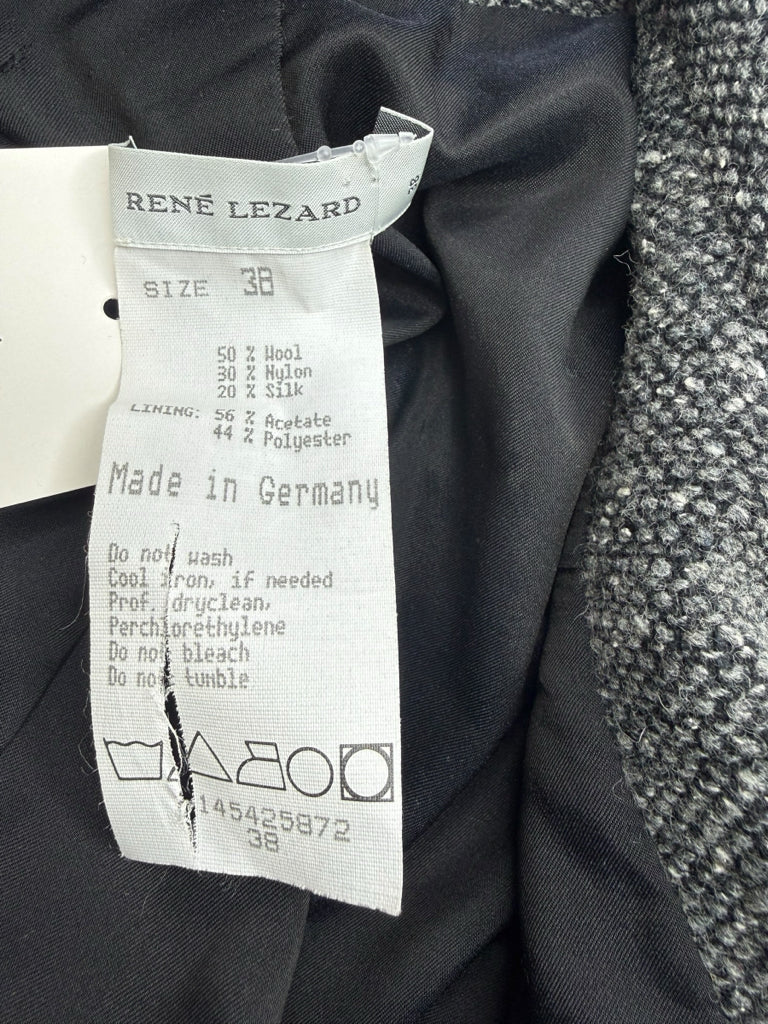 RENÉ LEZARD
38
SIZE 38
50 % Wool
30 % Nylon
20 % Silk
LINING: 56 % Acetate
44 % Polyester
Made in Germany
Do not wash
Cool iron, if needed
Prof. dryclean,
Perchlorethylene
Do not bleach
Do not tumble
145425872
38